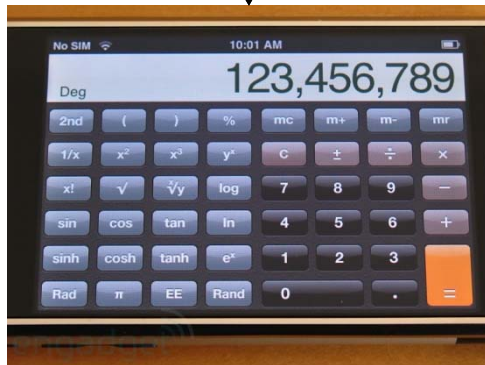 No SIM 10:01 AM
123,456,789
Deg
2nd ( ) % mc m+ m- mr
1/x x² x³ yˣ C ± ÷ ×
x! √ ˣ√y log 7 8 9 −
sin cos tan ln 4 5 6 +
sinh cosh tanh eˣ 1 2 3
Rad π EE Rand 0 . =
engadget